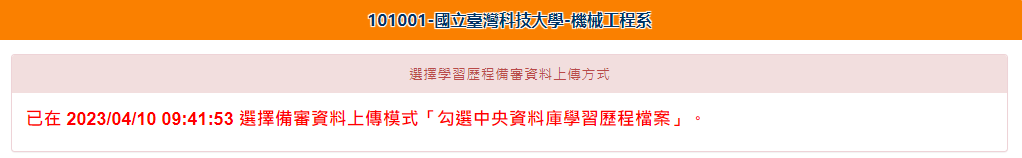 101001-國立臺灣科技大學-機械工程系
選擇學習歷程備審資料上傳方式
已在 2023/04/10 09:41:53 選擇備審資料上傳模式「勾選中央資料庫學習歷程檔案」。